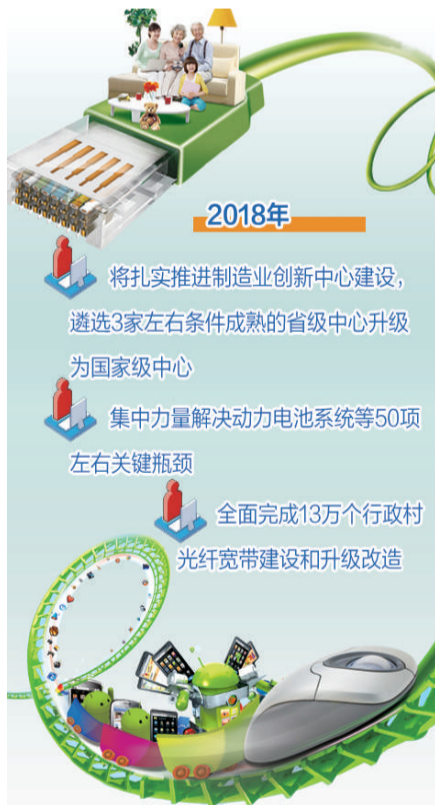 2018年
将扎实推进制造业创新中心建设，
遴选3家左右条件成熟的省级中心升级
为国家级中心
集中力量解决动力电池系统等50项
左右关键瓶颈
全面完成13万个行政村
光纤宽带建设和升级改造